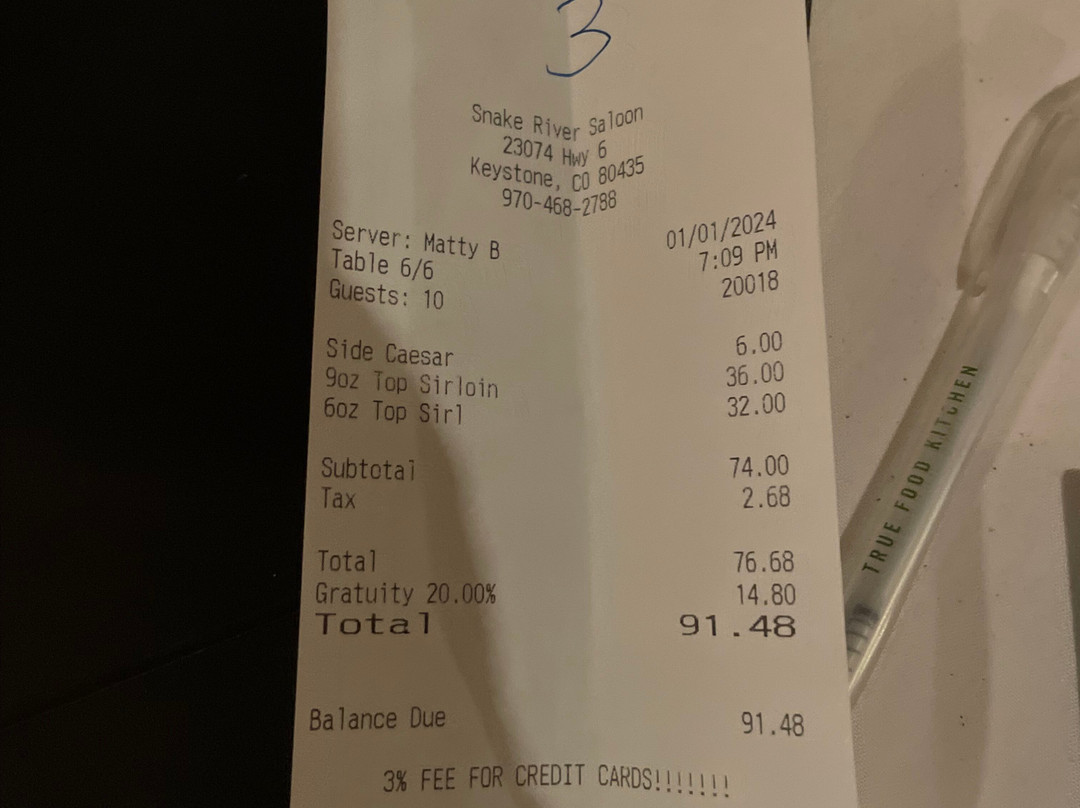 3
Snake River Saloon
23074 Hwy 6
Keystone, CO 80435
970-468-2788
Server: Matty B 01/01/2024
Table 6/6 7:09 PM
Guests: 10 20018
Side Caesar 6.00
9oz Top Sirloin 36.00
6oz Top Sirl 32.00
Subtotal 74.00
Tax 2.68
Total 76.68
Gratuity 20.00% 14.80
Total 91.48
Balance Due 91.48
3% FEE FOR CREDIT CARDS!!!!!!!
TRUE FOOD KITCHEN